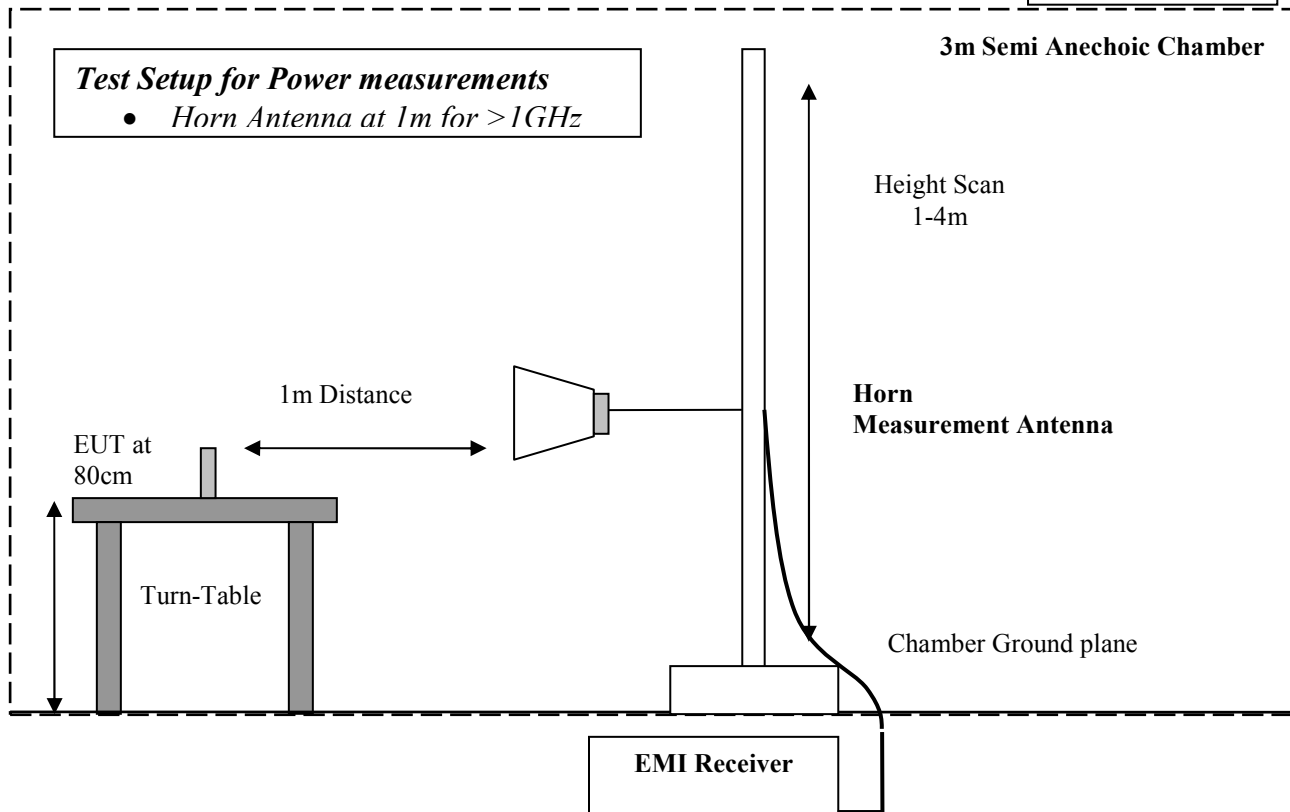 3m Semi Anechoic Chamber
Test Setup for Power measurements
• Horn Antenna at 1m for >1GHz
Height Scan
1-4m
1m Distance
Horn
Measurement Antenna
EUT at
80cm
Turn-Table
Chamber Ground plane
EMI Receiver